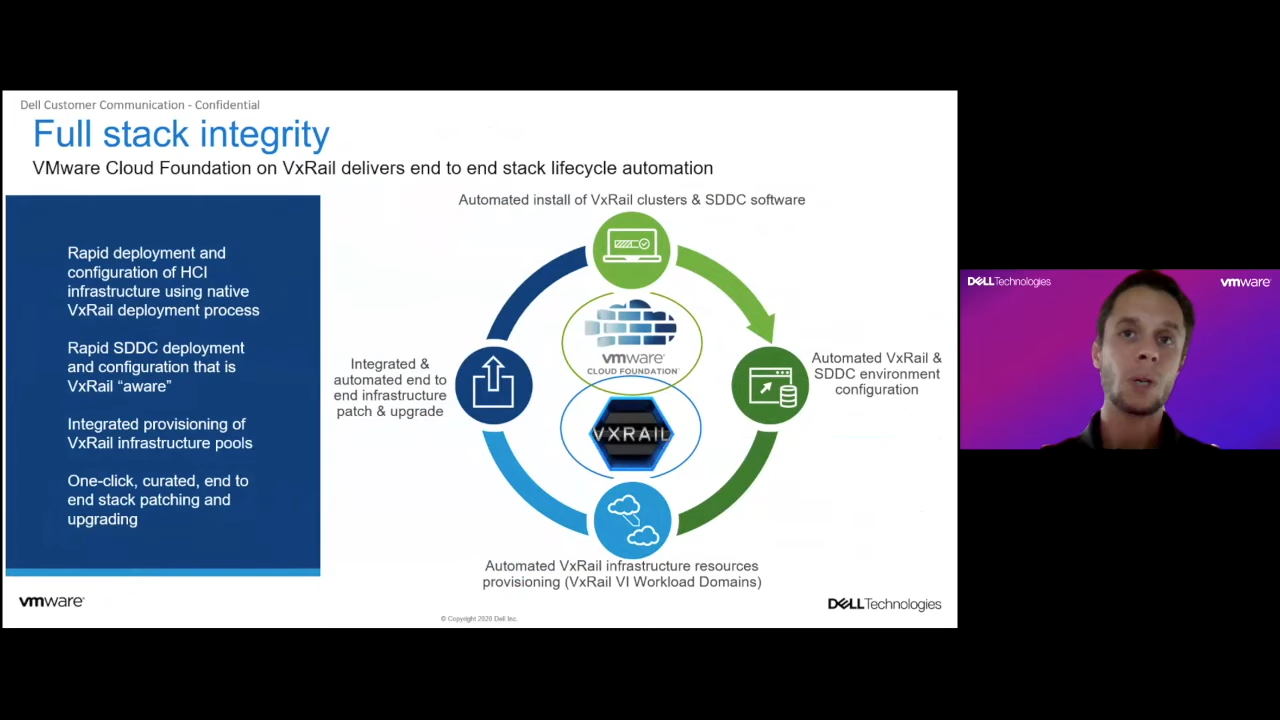 Dell Customer Communication - Confidential
Full stack integrity
VMware Cloud Foundation on VxRail delivers end to end stack lifecycle automation
Rapid deployment and
configuration of HCI
infrastructure using native
VxRail deployment process
Rapid SDDC deployment
and configuration that is
VxRail “aware”
Integrated provisioning of
VxRail infrastructure pools
One-click, curated, end to
end stack patching and
upgrading
Automated install of VxRail clusters & SDDC software
Integrated &
automated end to
end infrastructure
patch & upgrade
vmware
CLOUD FOUNDATION
VXRAIL
Automated VxRail &
SDDC environment
configuration
Automated VxRail infrastructure resources
provisioning (VxRail VI Workload Domains)
vmware
© Copyright 2020 Dell Inc.
DELLTechnologies
DELLTechnologies
vmware